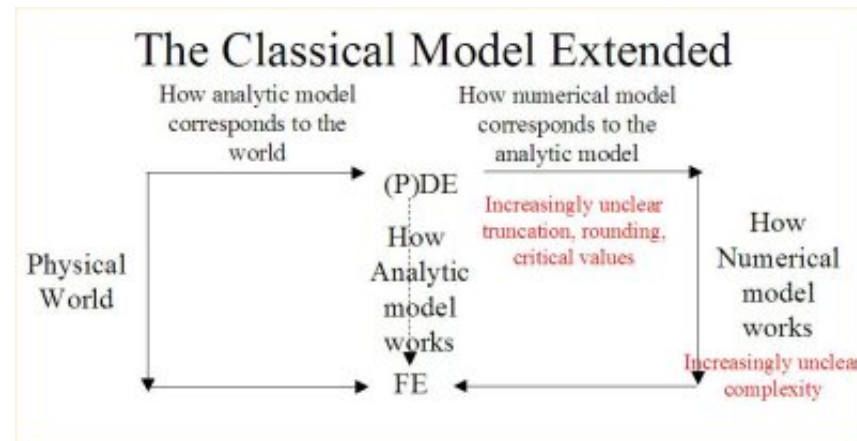 The Classical Model Extended
How analytic model
corresponds to the
world
How numerical model
corresponds to the
analytic model
(P)DE
Increasingly unclear
truncation, rounding,
critical values
Physical
World
How
Analytic
model
works
How
Numerical
model
works
Increasingly unclear
complexity
FE